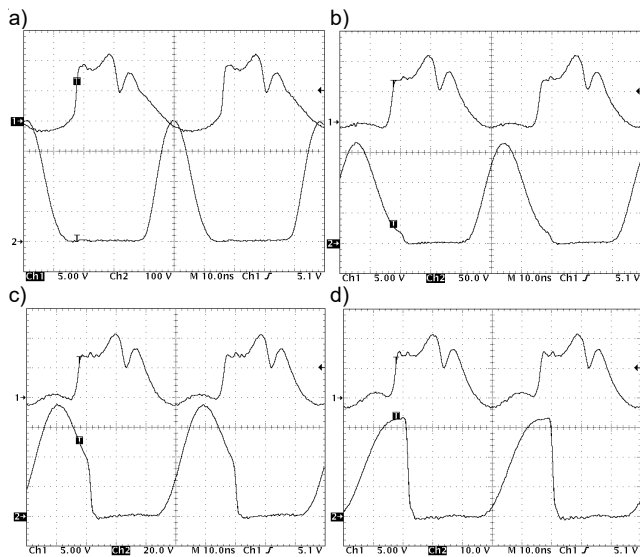 a) b)
T
1→
T
2→
Ch1 5.00 V Ch2 100 V M 10.0ns Ch1 5.1 V
T
1→
T
2→
Ch1 5.00 V Ch2 50.0 V M 10.0ns Ch1 5.1 V
c) d)
T
1→
T
2→
Ch1 5.00 V Ch2 20.0 V M 10.0ns Ch1 5.1 V
T
1→
T
2→
Ch1 5.00 V Ch2 10.0 V M 10.0ns Ch1 5.1 V